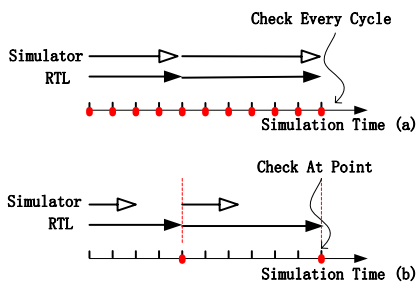 Check Every Cycle
Simulator
RTL
Simulation Time (a)
Check At Point
Simulator
RTL
Simulation Time (b)